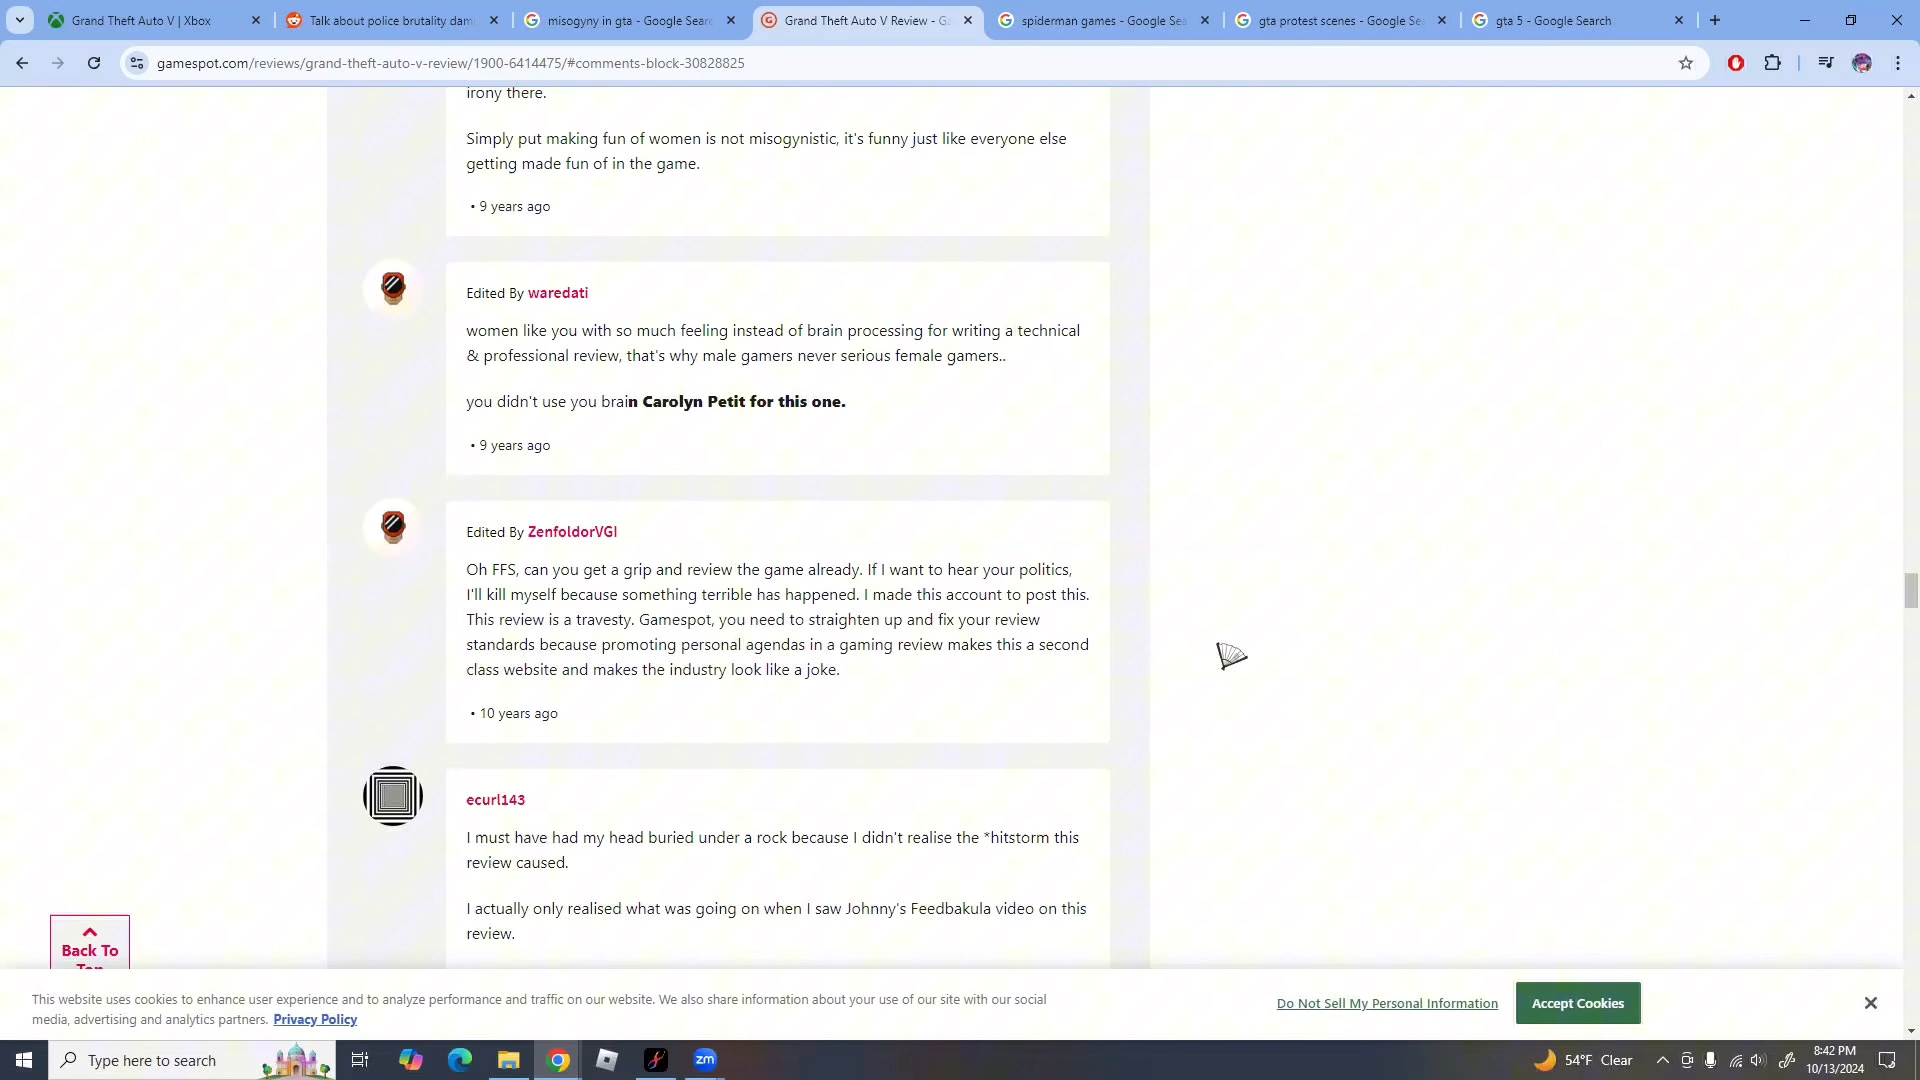 Grand Theft Auto V | Xbox
Talk about police brutality dam
misogyny in gta - Google Searc
Grand Theft Auto V Review - Ga
spiderman games - Google Sea
gta protest scenes - Google Sea
gta 5 - Google Search
gamespot.com/reviews/grand-theft-auto-v-review/1900-6414475/#comments-block-30828825
irony there.
Simply put making fun of women is not misogynistic, it's funny just like everyone else
getting made fun of in the game.
• 9 years ago
Edited By waredati
women like you with so much feeling instead of brain processing for writing a technical
& professional review, that's why male gamers never serious female gamers..
you didn't use you brain Carolyn Petit for this one.
• 9 years ago
Edited By ZenfoldorVGI
Oh FFS, can you get a grip and review the game already. If I want to hear your politics,
I'll kill myself because something terrible has happened. I made this account to post this.
This review is a travesty. Gamespot, you need to straighten up and fix your review
standards because promoting personal agendas in a gaming review makes this a second
class website and makes the industry look like a joke.
• 10 years ago
ecurl143
I must have had my head buried under a rock because I didn't realise the *hitstorm this
review caused.
I actually only realised what was going on when I saw Johnny's Feedbakula video on this
review.
Back To
Top
This website uses cookies to enhance user experience and to analyze performance and traffic on our website. We also share information about your use of our site with our social
media, advertising and analytics partners. Privacy Policy
Do Not Sell My Personal Information
Accept Cookies
Type here to search
zm
54°F Clear
8:42 PM
10/13/2024